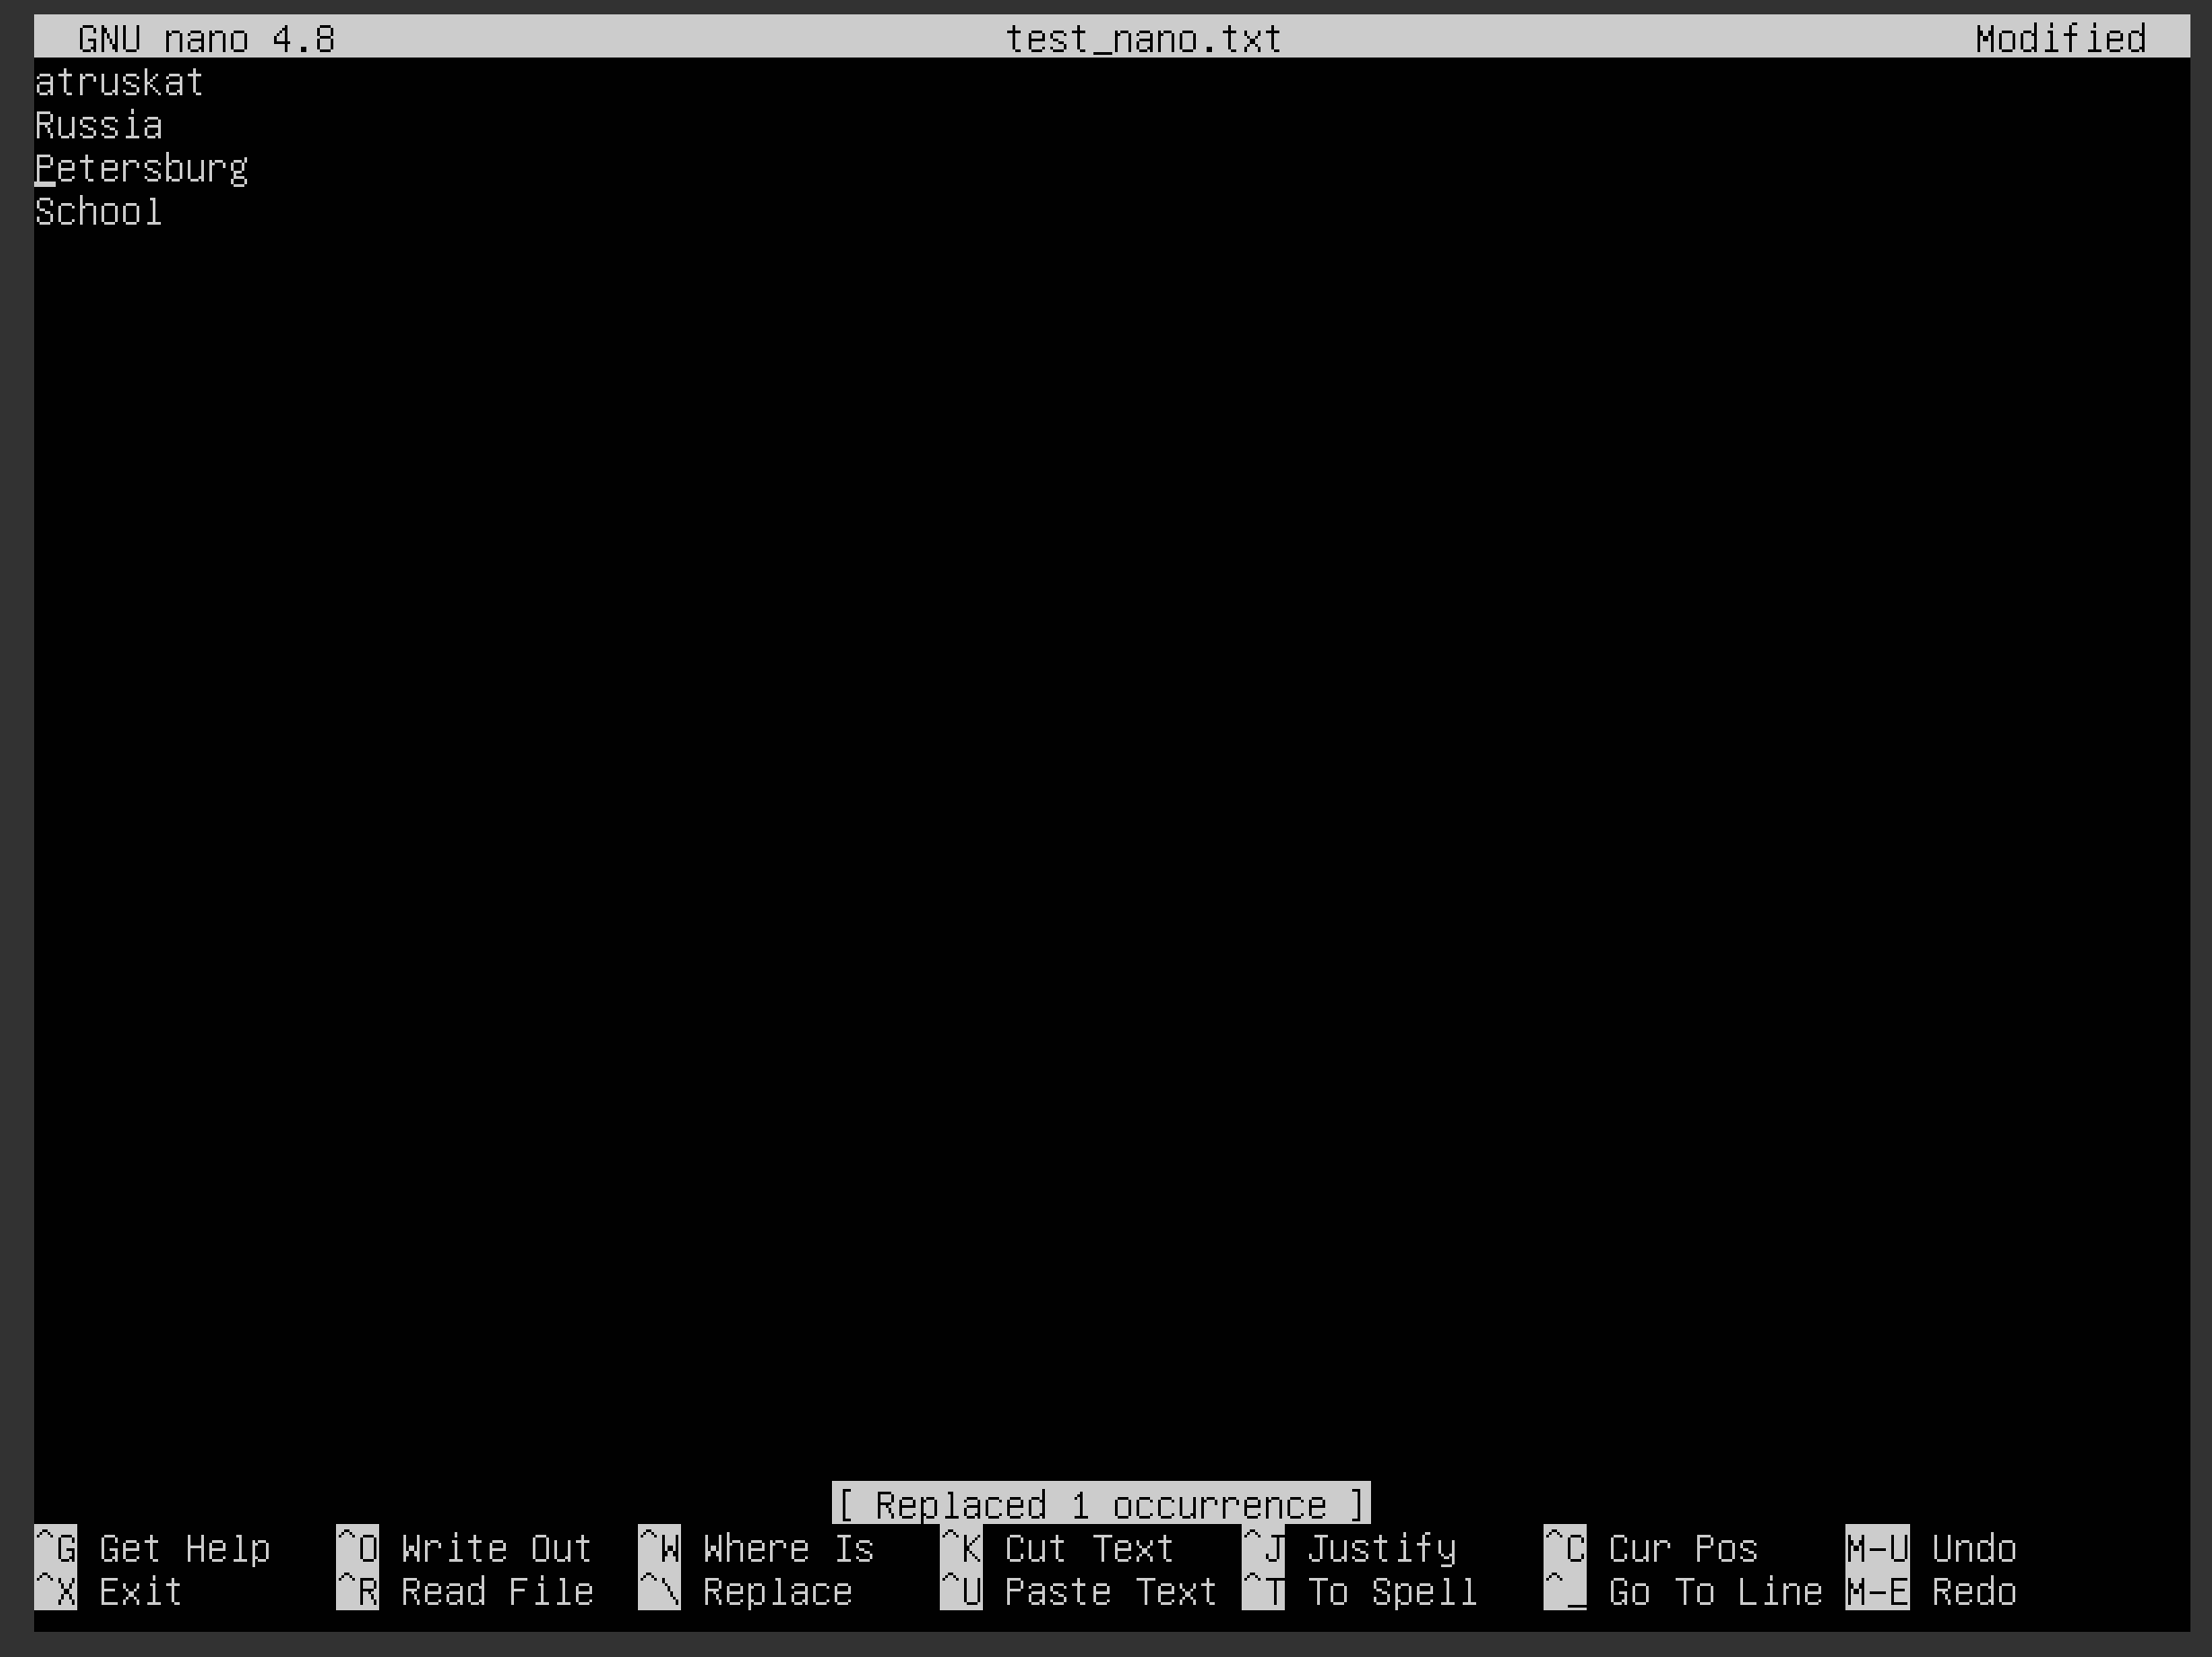 GNU nano 4.8 test_nano.txt Modified
atruskat
Russia
Petersburg
School
[ Replaced 1 occurrence ]
^G Get Help ^O Write Out ^W Where Is ^K Cut Text ^J Justify ^C Cur Pos M-U Undo
^X Exit ^R Read File ^\ Replace ^U Paste Text ^T To Spell ^_ Go To Line M-E Redo